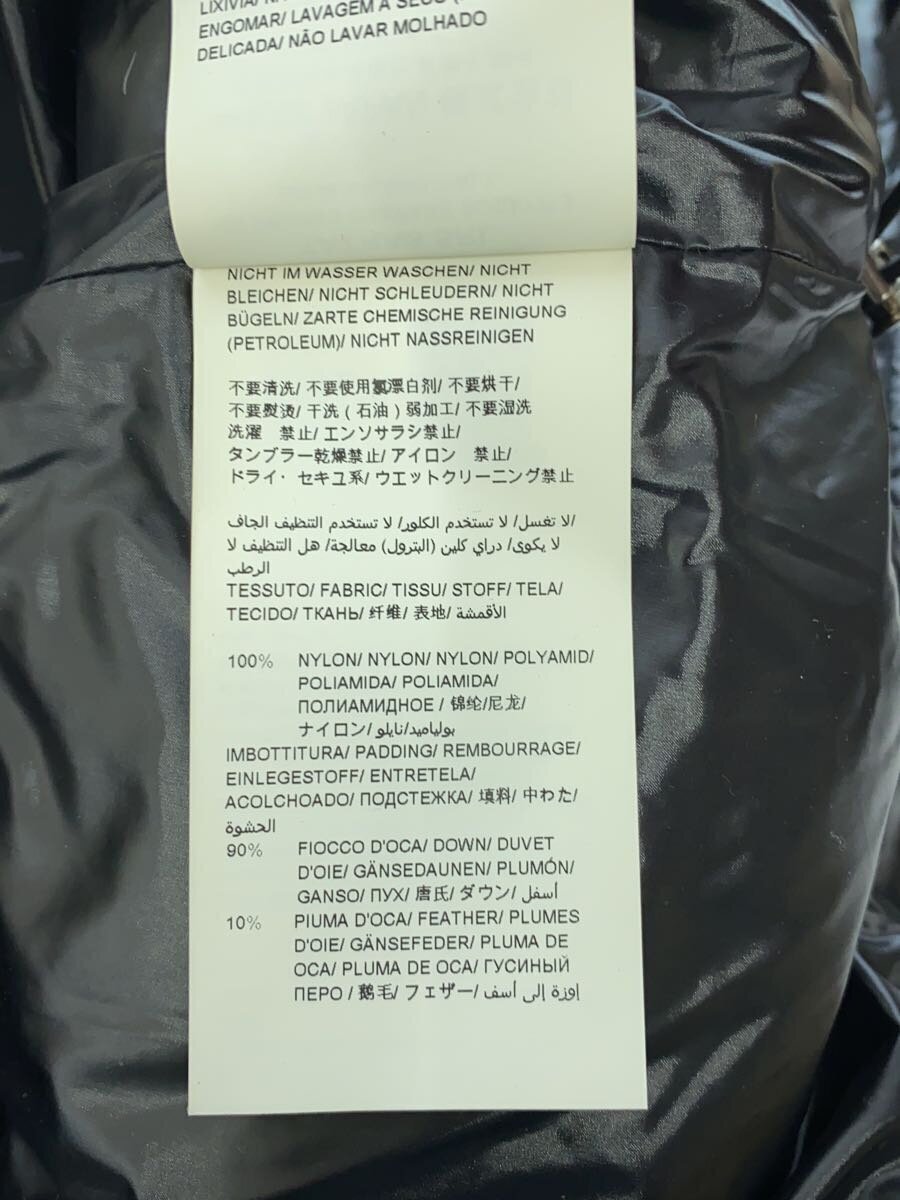 ENGOMAR/ LAVAGEM A SECO
DELICADA/ NÃO LAVAR MOLHADO
NICHT IM WASSER WASCHEN/ NICHT
BLEICHEN/ NICHT SCHLEUDERN/ NICHT
BÜGELN/ ZARTE CHEMISCHE REINIGUNG
(PETROLEUM)/ NICHT NASSREINIGEN
不要清洗/ 不要使用氯漂白剂/ 不要烘干/
不要熨烫/ 干洗 ( 石油 ) 弱加工/ 不要湿洗
洗濯 禁止/ エンソサラシ禁止/
タンブラー乾燥禁止/ アイロン 禁止/
ドライ・ セキユ系/ ウエットクリーニング禁止
لا تغسل/ لا تستخدم الكلور/ لا تستخدم التنظيف الجاف/
لا يكوى/ دراي كلين (البترول) معالجة/ هل التنظيف لا
الرطب
TESSUTO/ FABRIC/ TISSU/ STOFF/ TELA/
TECIDO/ ТКАНЬ/ 纤维/ 表地/ الأقمشة
100% NYLON/ NYLON/ NYLON/ POLYAMID/
POLIAMIDA/ POLIAMIDA/
ПОЛИАМИДНОЕ / 锦纶/尼龙/
ナイロン/ بولياميد/نايلو
IMBOTTITURA/ PADDING/ REMBOURRAGE/
EINLEGESTOFF/ ENTRETELA/
ACOLCHOADO/ ПОДСТЕЖКА/ 填料/ 中わた/
الحشوة
90% FIOCCO D'OCA/ DOWN/ DUVET
D'OIE/ GÄNSEDAUNEN/ PLUMÓN/
GANSO/ ПУХ/ 唐氏/ ダウン/ أسفل
10% PIUMA D'OCA/ FEATHER/ PLUMES
D'OIE/ GÄNSEFEDER/ PLUMA DE
OCA/ PLUMA DE OCA/ ГУСИНЫЙ
ПЕРО / 鹅毛/ フェザー/ إوزة إلى أسف